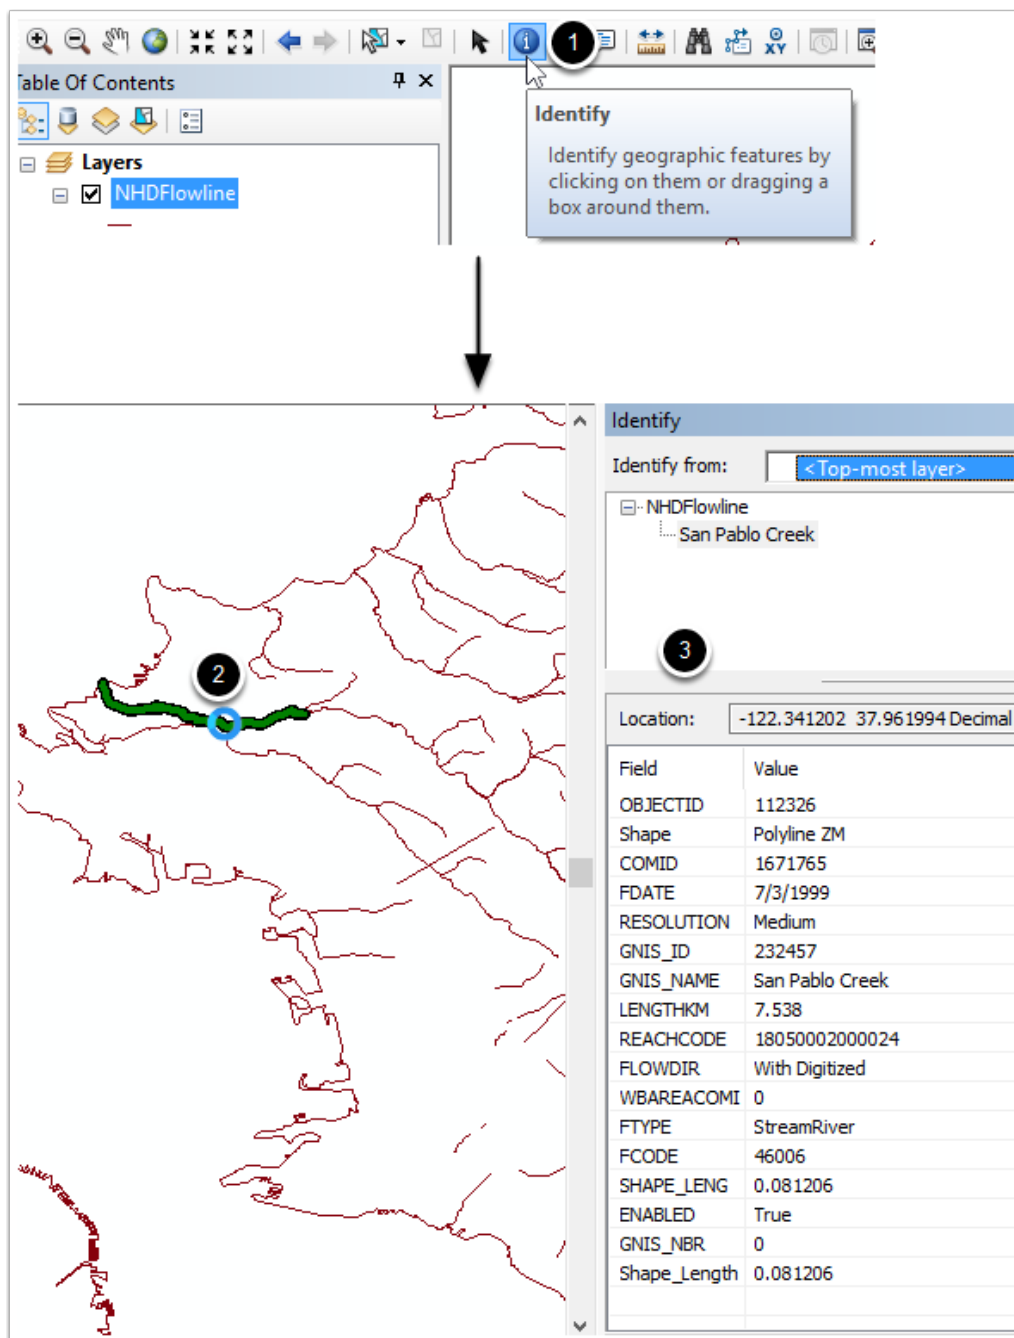 1
XY
Table Of Contents
Identify
Identify geographic features by
clicking on them or dragging a
box around them.
Layers
NHDFlowline
Identify
Identify from: <Top-most layer>
NHDFlowline
San Pablo Creek
2
3
Location: -122.341202 37.961994 Decimal
Field Value
OBJECTID 112326
Shape Polyline ZM
COMID 1671765
FDATE 7/3/1999
RESOLUTION Medium
GNIS_ID 232457
GNIS_NAME San Pablo Creek
LENGTHKM 7.538
REACHCODE 18050002000024
FLOWDIR With Digitized
WBAREACOMI 0
FTYPE StreamRiver
FCODE 46006
SHAPE_LENG 0.081206
ENABLED True
GNIS_NBR 0
Shape_Length 0.081206